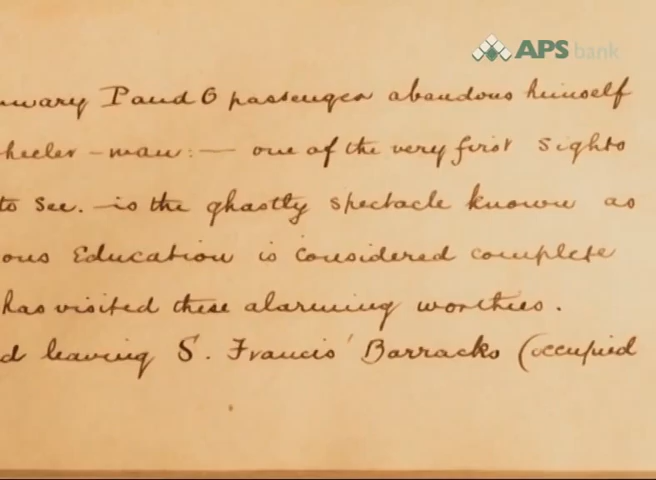 APS bank
nwary P and O passenger abandons himself
heeler - man: — one of the very first sights
to see. — is the ghastly spectacle known as
ous Education is considered complete
has visited these alarming worthies.
d leaving S. Francis' Barracks (occupied